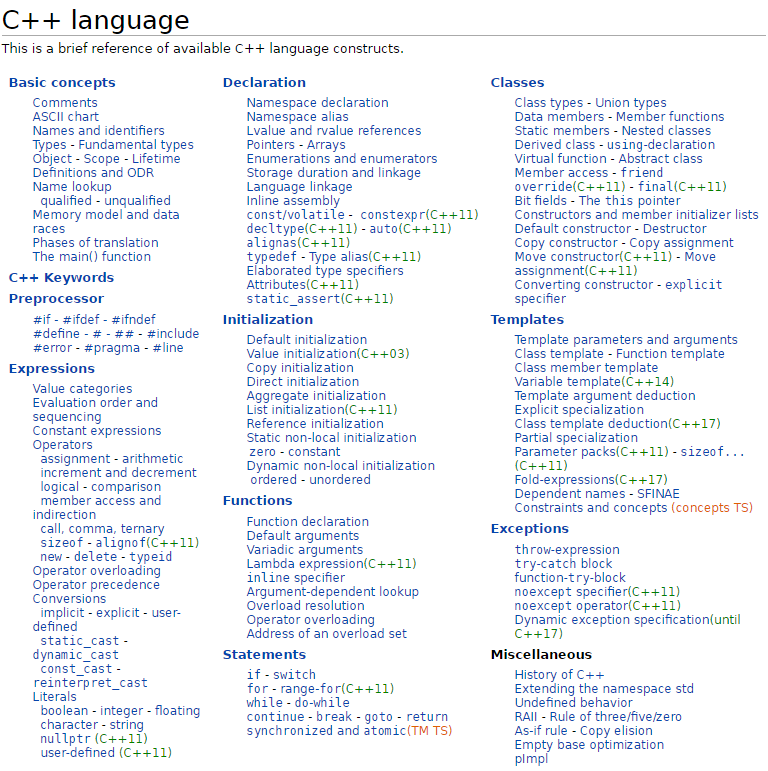 C++ language
This is a brief reference of available C++ language constructs.
Basic concepts
Comments
ASCII chart
Names and identifiers
Types - Fundamental types
Object - Scope - Lifetime
Definitions and ODR
Name lookup
qualified - unqualified
Memory model and data
races
Phases of translation
The main() function
C++ Keywords
Preprocessor
#if - #ifdef - #ifndef
#define - # - ## - #include
#error - #pragma - #line
Expressions
Value categories
Evaluation order and
sequencing
Constant expressions
Operators
assignment - arithmetic
increment and decrement
logical - comparison
member access and
indirection
call, comma, ternary
sizeof - alignof(C++11)
new - delete - typeid
Operator overloading
Operator precedence
Conversions
implicit - explicit - user-
defined
static_cast -
dynamic_cast
const_cast -
reinterpret_cast
Literals
boolean - integer - floating
character - string
nullptr (C++11)
user-defined (C++11)
Declaration
Namespace declaration
Namespace alias
Lvalue and rvalue references
Pointers - Arrays
Enumerations and enumerators
Storage duration and linkage
Language linkage
Inline assembly
const/volatile - constexpr(C++11)
decltype(C++11) - auto(C++11)
alignas(C++11)
typedef - Type alias(C++11)
Elaborated type specifiers
Attributes(C++11)
static_assert(C++11)
Initialization
Default initialization
Value initialization(C++03)
Copy initialization
Direct initialization
Aggregate initialization
List initialization(C++11)
Reference initialization
Static non-local initialization
zero - constant
Dynamic non-local initialization
ordered - unordered
Functions
Function declaration
Default arguments
Variadic arguments
Lambda expression(C++11)
inline specifier
Argument-dependent lookup
Overload resolution
Operator overloading
Address of an overload set
Statements
if - switch
for - range-for(C++11)
while - do-while
continue - break - goto - return
synchronized and atomic(TM TS)
Classes
Class types - Union types
Data members - Member functions
Static members - Nested classes
Derived class - using-declaration
Virtual function - Abstract class
Member access - friend
override(C++11) - final(C++11)
Bit fields - The this pointer
Constructors and member initializer lists
Default constructor - Destructor
Copy constructor - Copy assignment
Move constructor(C++11) - Move
assignment(C++11)
Converting constructor - explicit
specifier
Templates
Template parameters and arguments
Class template - Function template
Class member template
Variable template(C++14)
Template argument deduction
Explicit specialization
Class template deduction(C++17)
Partial specialization
Parameter packs(C++11) - sizeof...
(C++11)
Fold-expressions(C++17)
Dependent names - SFINAE
Constraints and concepts (concepts TS)
Exceptions
throw-expression
try-catch block
function-try-block
noexcept specifier(C++11)
noexcept operator(C++11)
Dynamic exception specification(until
C++17)
Miscellaneous
History of C++
Extending the namespace std
Undefined behavior
RAII - Rule of three/five/zero
As-if rule - Copy elision
Empty base optimization
pImpl